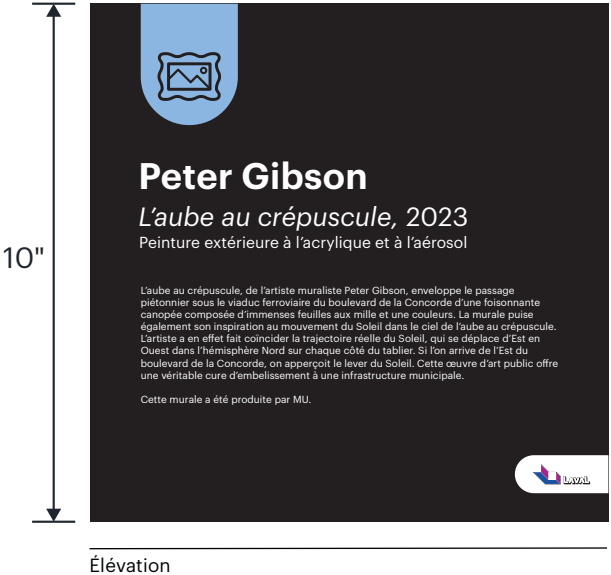 Peter Gibson
L'aube au crépuscule, 2023
Peinture extérieure à l'acrylique et à l'aérosol
10"
L'aube au crépuscule, de l'artiste muraliste Peter Gibson, enveloppe le passage
piétonnier sous le viaduc ferroviaire du boulevard de la Concorde d'une foisonnante
canopée composée d'immenses feuilles aux mille et une couleurs. La murale puise
également son inspiration au mouvement du Soleil dans le ciel de l'aube au crépuscule.
L'artiste a en effet fait coïncider la trajectoire réelle du Soleil, qui se déplace d'Est en
Ouest dans l'hémisphère Nord sur chaque côté du tablier. Si l'on arrive de l'Est du
boulevard de la Concorde, on apperçoit le lever du Soleil. Cette œuvre d'art public offre
une véritable cure d'embelissement à une infrastructure municipale.
Cette murale a été produite par MU.
LAVAL
Élévation